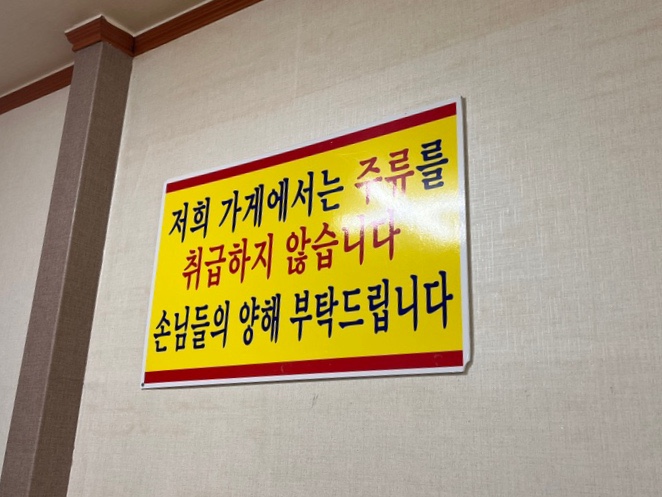 저희 가게에서는 주류를
취급하지 않습니다
손님들의 양해 부탁드립니다